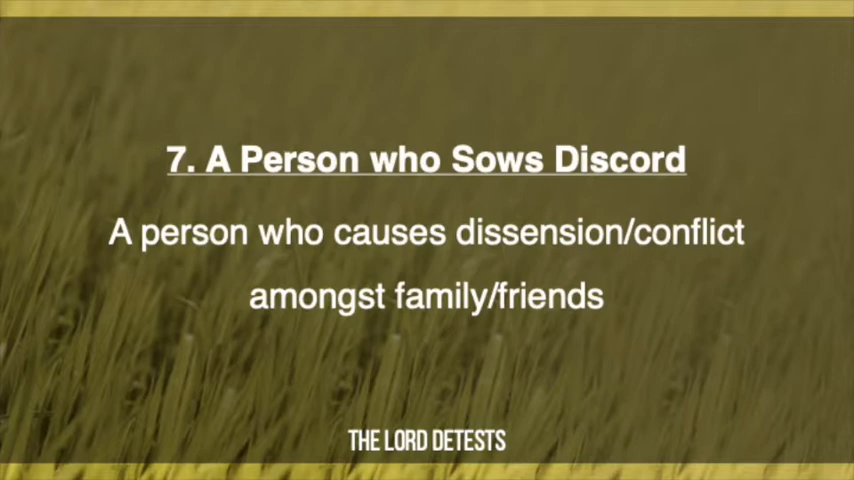 7. A Person who Sows Discord
A person who causes dissension/conflict
amongst family/friends
THE LORD DETESTS